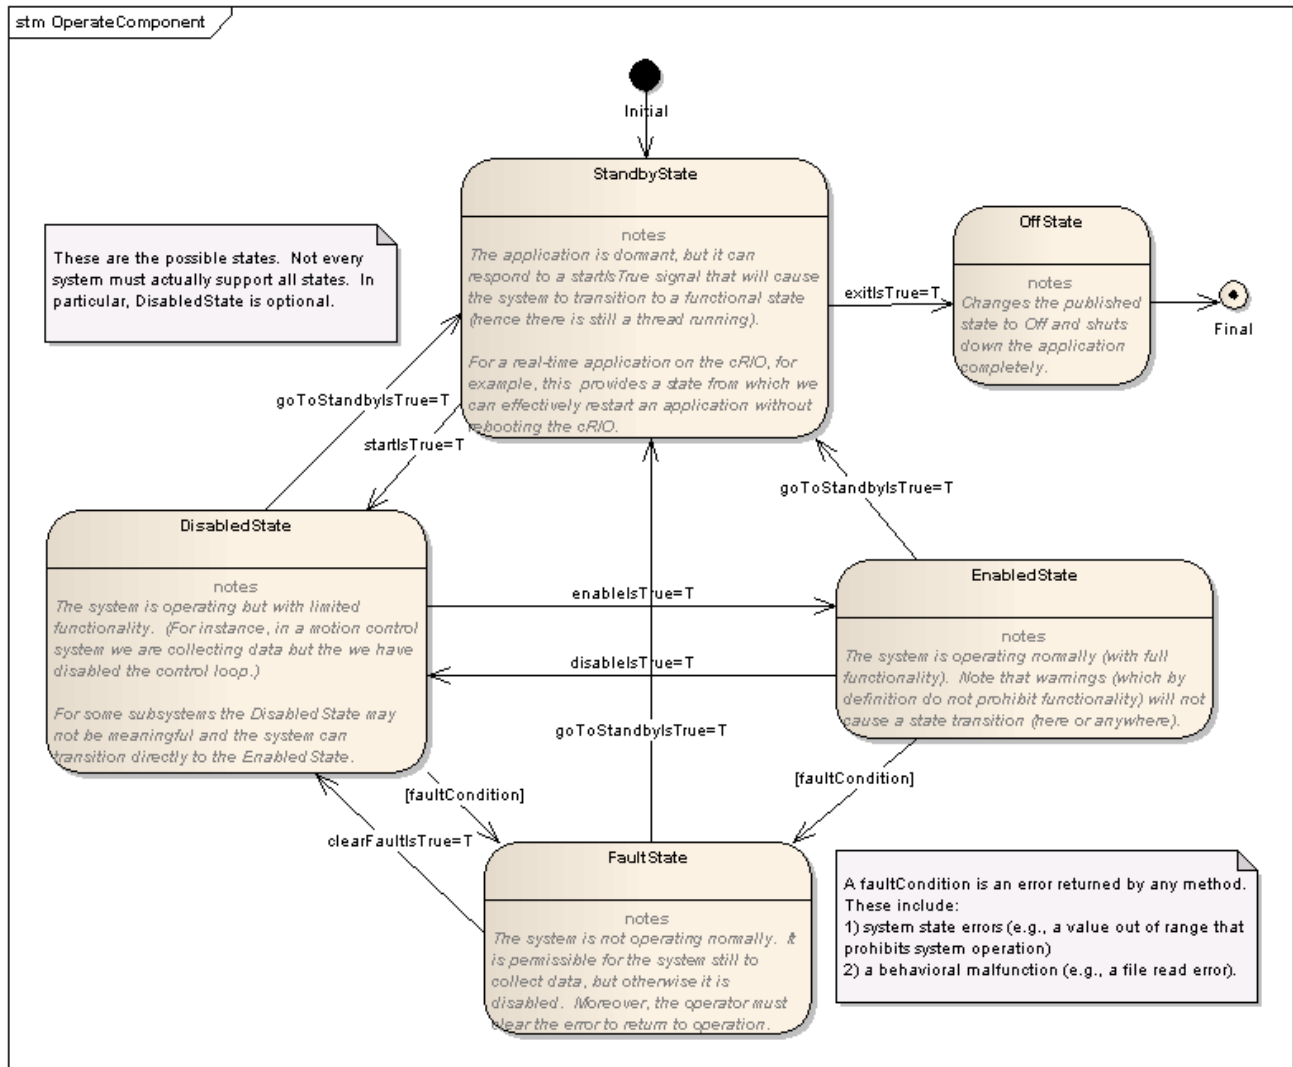 stm OperateComponent
Initial
StandbyState
notes
The application is dormant, but it can
respond to a startIsTrue signal that will cause
the system to transition to a functional state
(hence there is still a thread running).
For a real-time application on the cRIO, for
example, this  provides a state from which we
can effectively restart an application without
rebooting the cRIO.
OffState
notes
Changes the published
state to Off and shuts
down the application
completely.
exitIsTrue=T
Final
These are the possible states.  Not every
system must actually support all states.  In
particular, DisabledState is optional.
goToStandbyIsTrue=T
startIsTrue=T
goToStandbyIsTrue=T
DisabledState
notes
The system is operating but with limited
functionality.  (For instance, in a motion control
system we are collecting data but the we have
disabled the control loop.)
For some subsystems the Disabled State may
not be meaningful and the system can
transition directly to the Enabled State.
enableIsTrue=T
disableIsTrue=T
goToStandbyIsTrue=T
EnabledState
notes
The system is operating normally (with full
functionality).  Note that warnings (which by
definition do not prohibit functionality) will not
cause a state transition (here or anywhere).
[faultCondition]
[faultCondition]
clearFaultIsTrue=T
FaultState
notes
The system is not operating normally.  It
is permissible for the system still to
collect data, but otherwise it is
disabled.  Moreover, the operator must
clear the error to return to operation.
A faultCondition is an error returned by any method.
These include:
1) system state errors (e.g., a value out of range that
prohibits system operation)
2) a behavioral malfunction (e.g., a file read error).